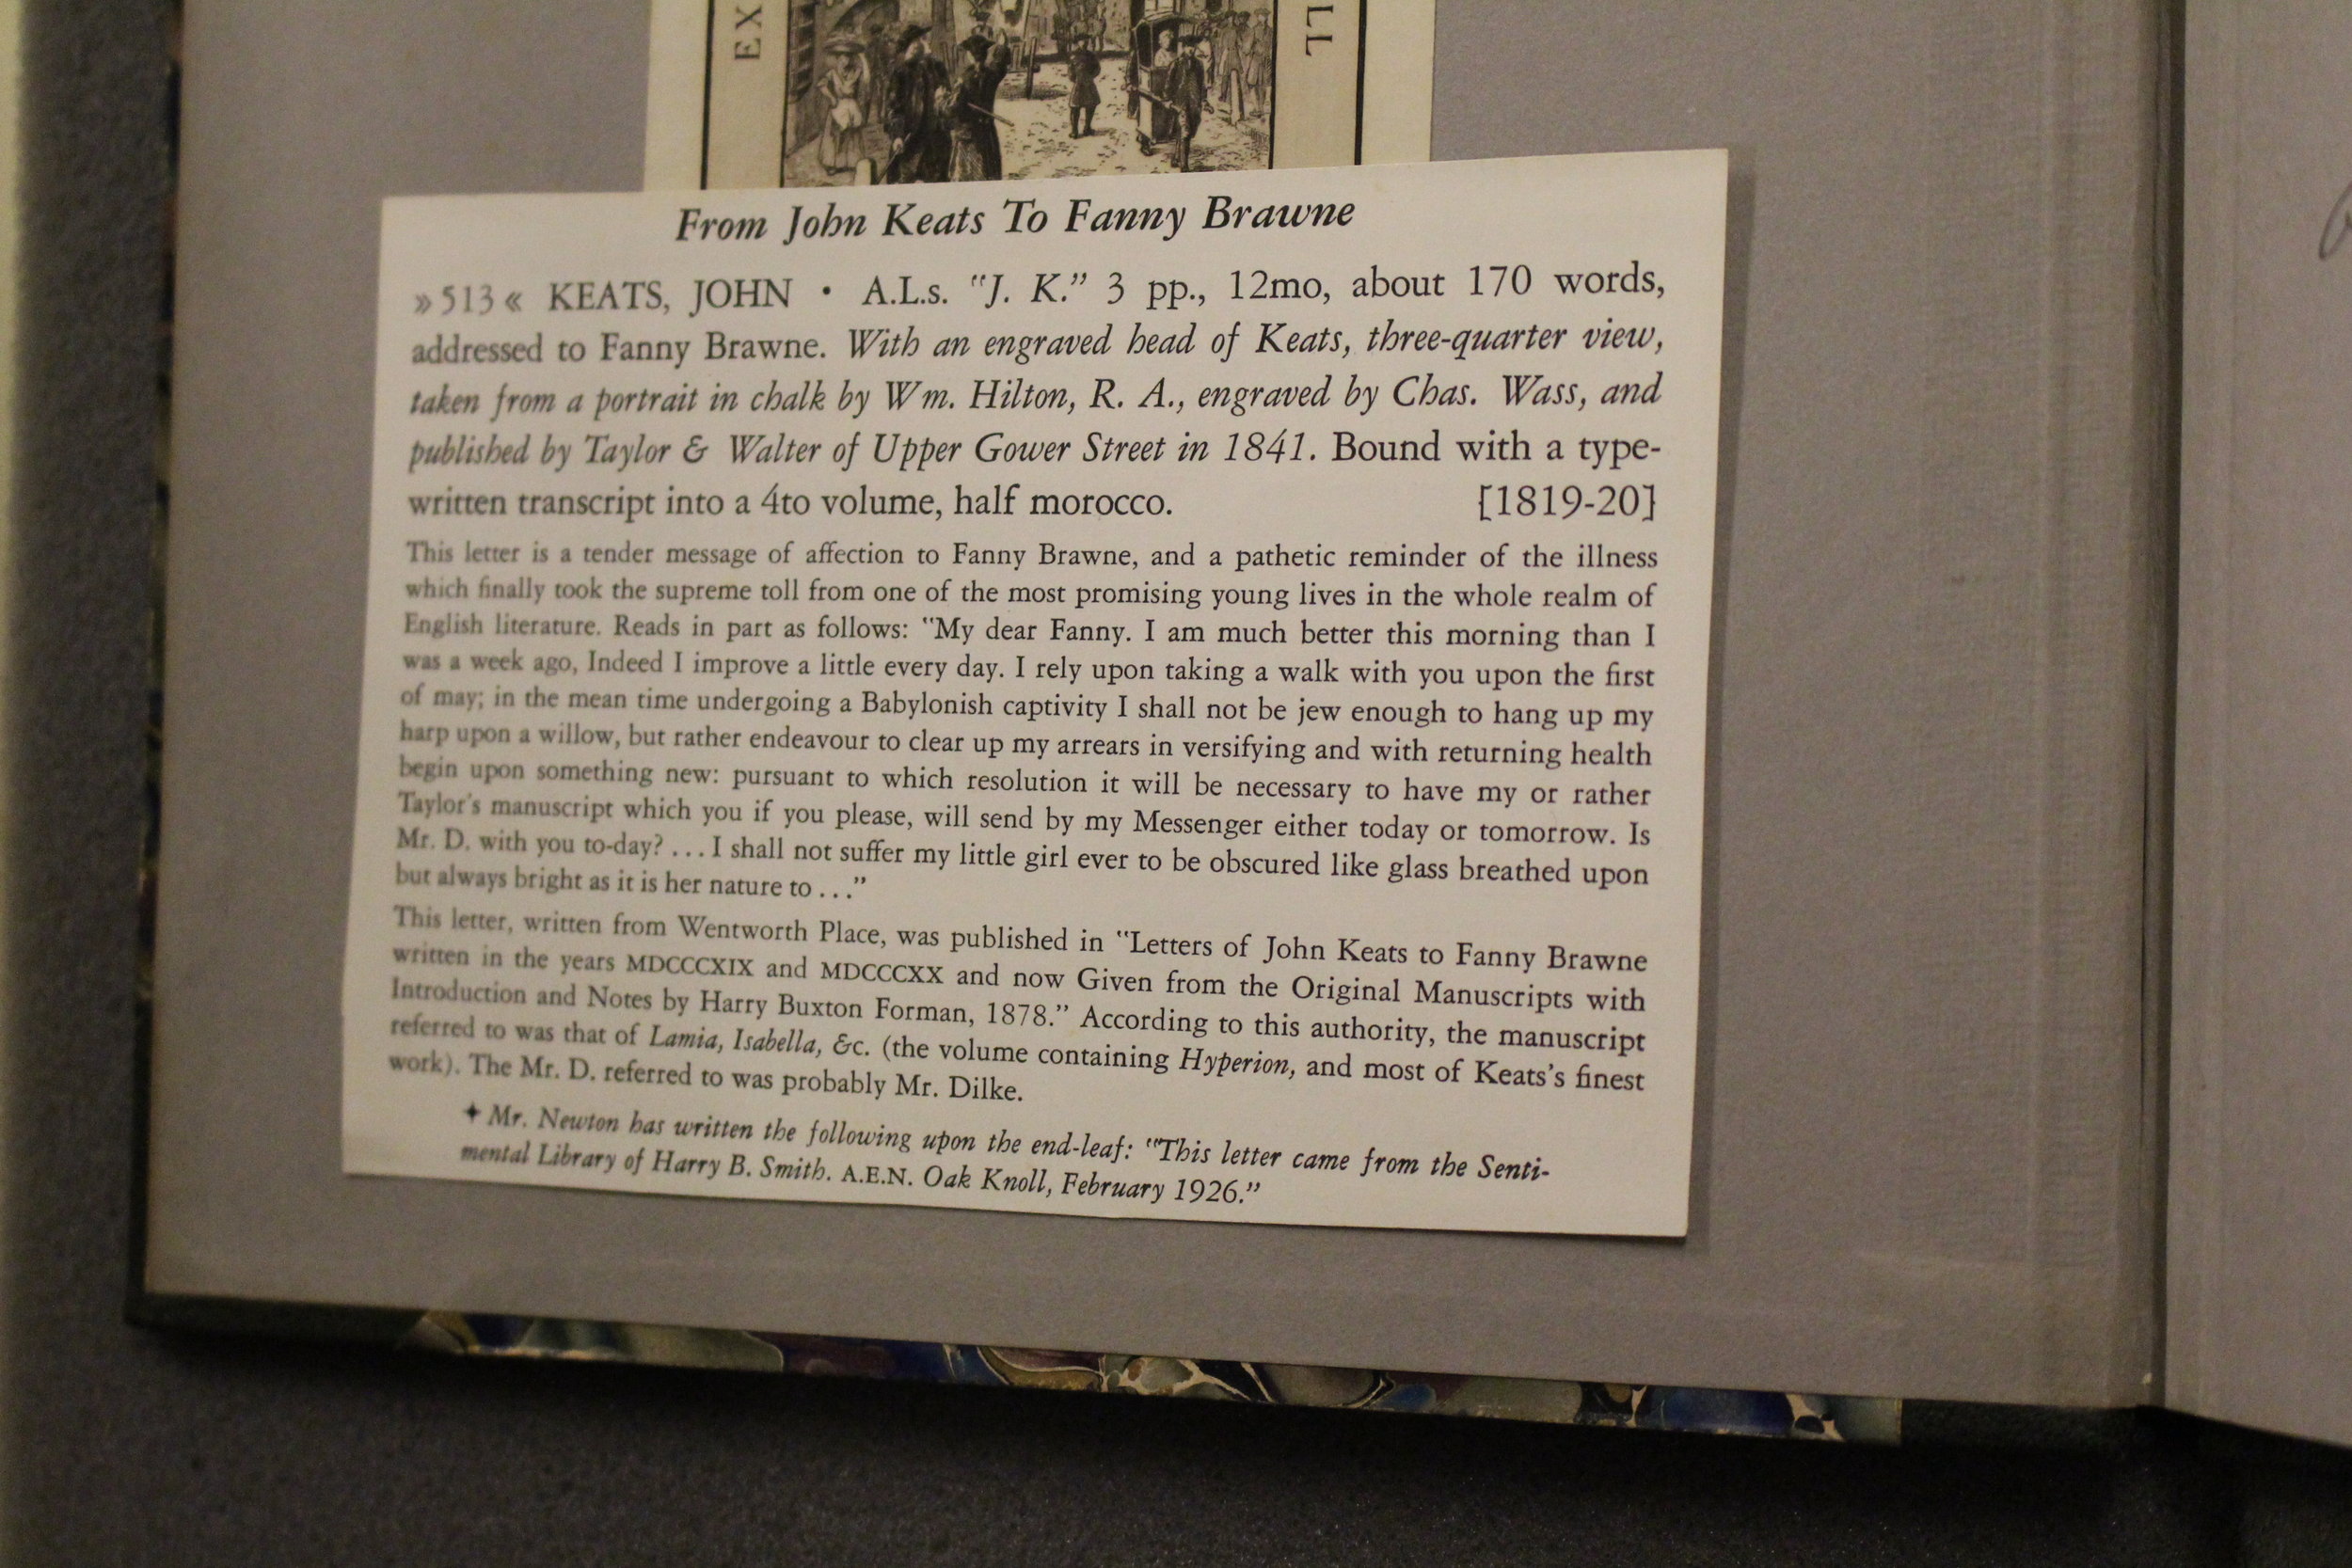 EX
LL
From John Keats To Fanny Brawne
»513« KEATS, JOHN • A.L.s. "J. K." 3 pp., 12mo, about 170 words,
addressed to Fanny Brawne. With an engraved head of Keats, three-quarter view,
taken from a portrait in chalk by Wm. Hilton, R. A., engraved by Chas. Wass, and
published by Taylor & Walter of Upper Gower Street in 1841. Bound with a type-
written transcript into a 4to volume, half morocco. [1819-20]
This letter is a tender message of affection to Fanny Brawne, and a pathetic reminder of the illness
which finally took the supreme toll from one of the most promising young lives in the whole realm of
English literature. Reads in part as follows: "My dear Fanny. I am much better this morning than I
was a week ago, Indeed I improve a little every day. I rely upon taking a walk with you upon the first
of may; in the mean time undergoing a Babylonish captivity I shall not be jew enough to hang up my
harp upon a willow, but rather endeavour to clear up my arrears in versifying and with returning health
begin upon something new: pursuant to which resolution it will be necessary to have my or rather
Taylor's manuscript which you if you please, will send by my Messenger either today or tomorrow. Is
Mr. D. with you to-day? ... I shall not suffer my little girl ever to be obscured like glass breathed upon
but always bright as it is her nature to ..."
This letter, written from Wentworth Place, was published in "Letters of John Keats to Fanny Brawne
written in the years MDCCCXIX and MDCCCXX and now Given from the Original Manuscripts with
Introduction and Notes by Harry Buxton Forman, 1878." According to this authority, the manuscript
referred to was that of Lamia, Isabella, &c. (the volume containing Hyperion, and most of Keats's finest
work). The Mr. D. referred to was probably Mr. Dilke.
✦ Mr. Newton has written the following upon the end-leaf: "This letter came from the Senti-
mental Library of Harry B. Smith. A.E.N. Oak Knoll, February 1926."